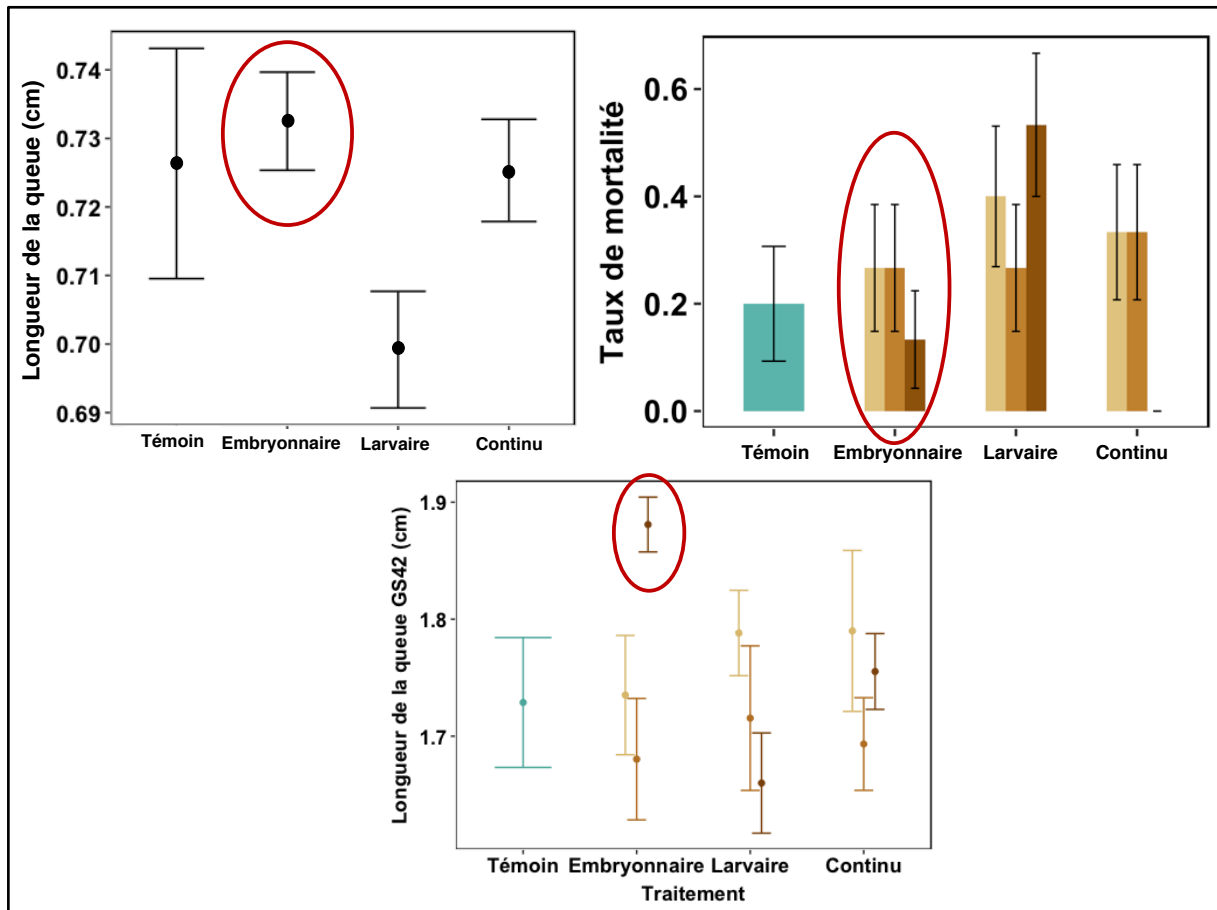 Longueur de la queue (cm)
0.74
0.73
0.72
0.71
0.70
0.69
Témoin Embryonnaire Larvaire Continu
Taux de mortalité
0.6
0.4
0.2
0.0
Témoin Embryonnaire Larvaire Continu
Longueur de la queue GS42 (cm)
1.9
1.8
1.7
Témoin Embryonnaire Larvaire Continu
Traitement